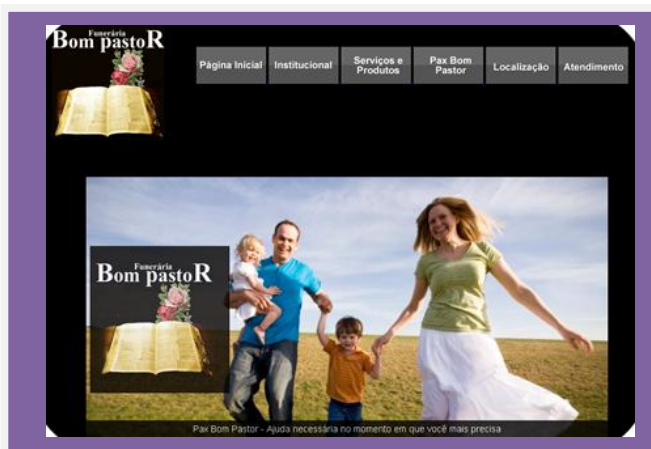 Funerária
Bom pastoR
Página Inicial
Institucional
Serviços e
Produtos
Pax Bom
Pastor
Localização
Atendimento
Funerária
Bom pastoR
Pax Bom Pastor - Ajuda necessária no momento em que você mais precisa